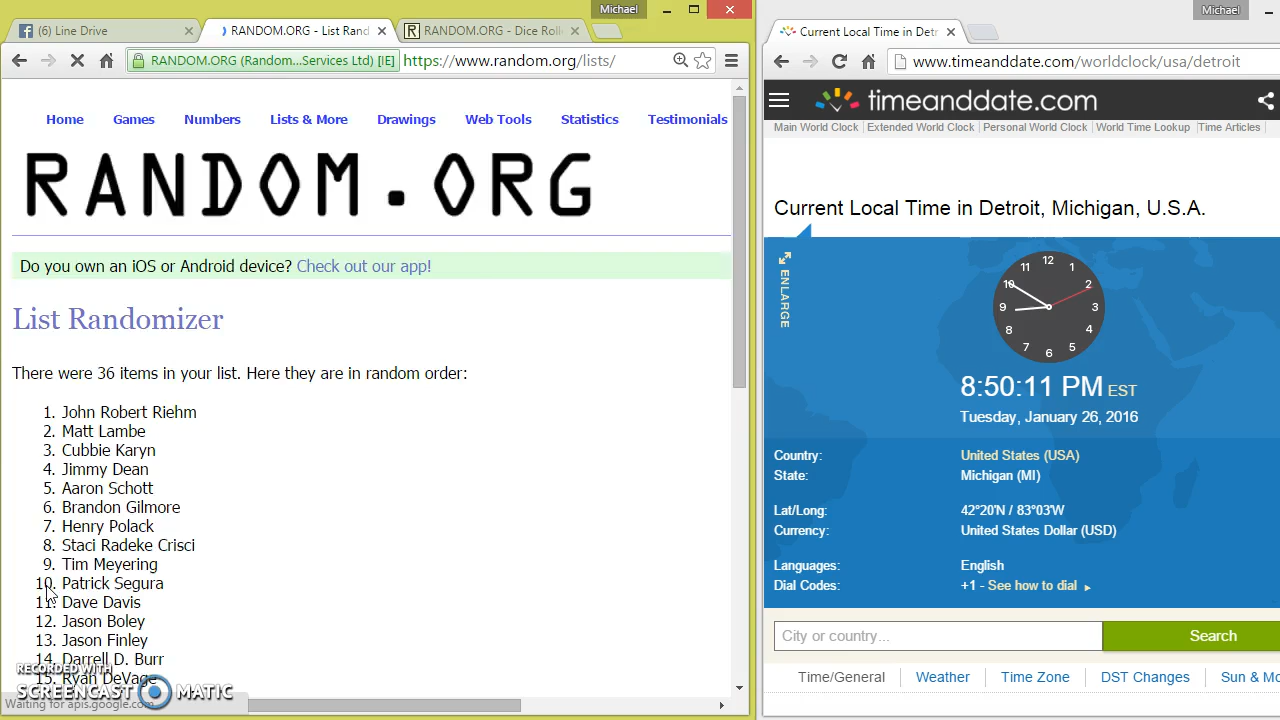 Michael
(6) Line Drive
RANDOM.ORG - List Rand
RANDOM.ORG - Dice Rolle
RANDOM.ORG (Random...Services Ltd) [IE]
https://www.random.org/lists/
Home Games Numbers Lists & More Drawings Web Tools Statistics Testimonials
RANDOM.ORG
Do you own an iOS or Android device? Check out our app!
List Randomizer
There were 36 items in your list. Here they are in random order:
1. John Robert Riehm
2. Matt Lambe
3. Cubbie Karyn
4. Jimmy Dean
5. Aaron Schott
6. Brandon Gilmore
7. Henry Polack
8. Staci Radeke Crisci
9. Tim Meyering
10. Patrick Segura
11. Dave Davis
12. Jason Boley
13. Jason Finley
14. Darrell D. Burr
15. Ryan DeVage
RECORDED WITH
SCREENCAST MATIC
Waiting for apis.google.com...
Michael
Current Local Time in Detr
www.timeanddate.com/worldclock/usa/detroit
timeanddate.com
Main World Clock Extended World Clock Personal World Clock World Time Lookup Time Articles
Current Local Time in Detroit, Michigan, U.S.A.
ENLARGE
12 1 2 3 4 5 6 7 8 9 10 11
8:50:11 PM EST
Tuesday, January 26, 2016
Country: United States (USA)
State: Michigan (MI)
Lat/Long: 42°20'N / 83°03'W
Currency: United States Dollar (USD)
Languages: English
Dial Codes: +1 - See how to dial ►
City or country... Search
Time/General Weather Time Zone DST Changes Sun & Mo